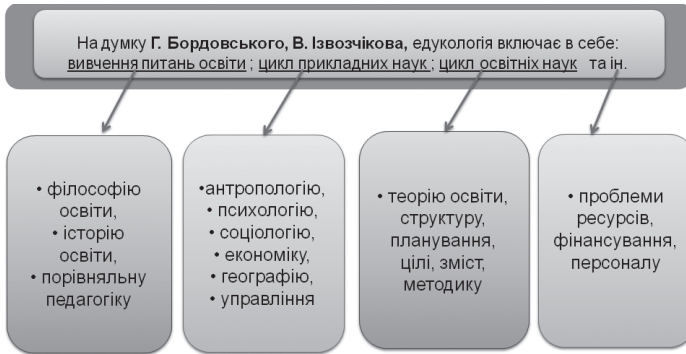 На думку Г. Бордовського, В. Ізвозчікова, едукологія включає в себе:
вивчення питань освіти ; цикл прикладних наук ; цикл освітніх наук та ін.
• філософію
освіти,
• історію
освіти,
• порівняльну
педагогіку
•антропологію,
• психологію,
• соціологію,
• економіку,
• географію,
• управління
• теорію освіти,
структуру,
планування,
цілі, зміст,
методику
• проблеми
ресурсів,
фінансування,
персоналу